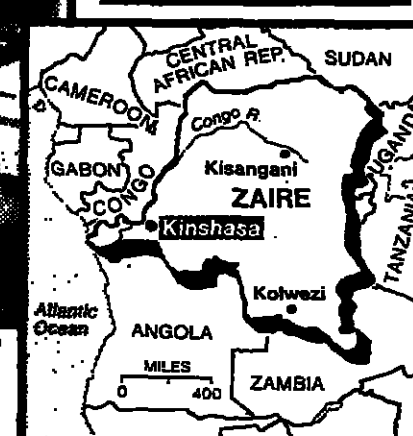 CENTRAL
AFRICAN REP.
SUDAN
CAMEROOM
Congo R.
UGANDA
GABON
CONGO
Kisangani
ZAIRE
Kinshasa
TANZANIA
Kolwezi
Atlantic
Ocean
ANGOLA
MILES
0 400
ZAMBIA